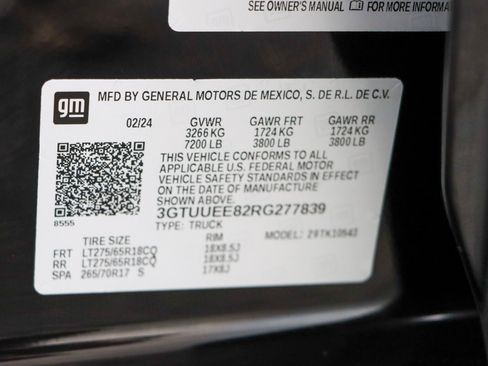 SEE OWNER'S MANUAL FOR MORE INFORMA
gm MFD BY GENERAL MOTORS DE MEXICO, S. DE R.L. DE C.V.
02/24 GVWR GAWR FRT GAWR RR
3266 KG 1724 KG 1724 KG
7200 LB 3800 LB 3800 LB
THIS VEHICLE CONFORMS TO ALL
APPLICABLE U.S. FEDERAL MOTOR
VEHICLE SAFETY STANDARDS IN EFFECT
ON THE DATE OF MANUFACTURE
SHOWN ABOVE.
3GTUUEE82RG277839
8555
TYPE: TRUCK MODEL:
TIRE SIZE RIM
FRT LT275/65R18CQ 18X8.5J
RR LT275/65R18CQ 18X8.5J
SPA 265/70R17 S 17X8J